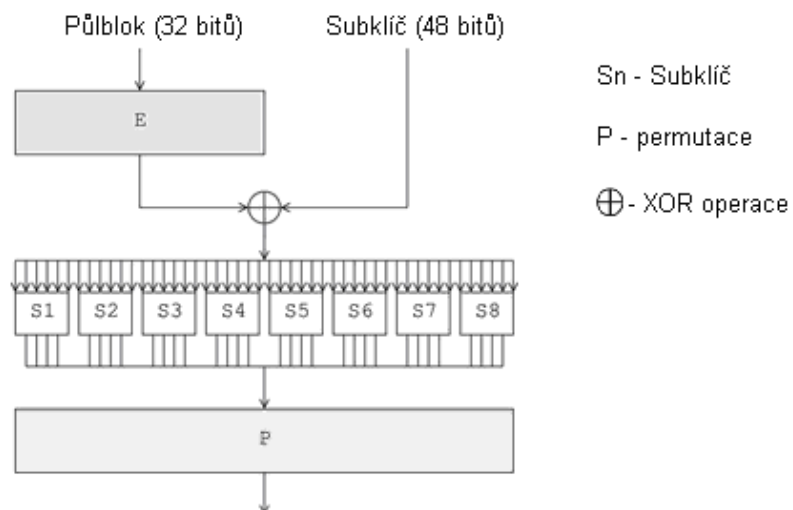 Půlblok (32 bitů)
Subklíč (48 bitů)
Sn - Subklíč
E
P - permutace
- XOR operace
S1 S2 S3 S4 S5 S6 S7 S8
P